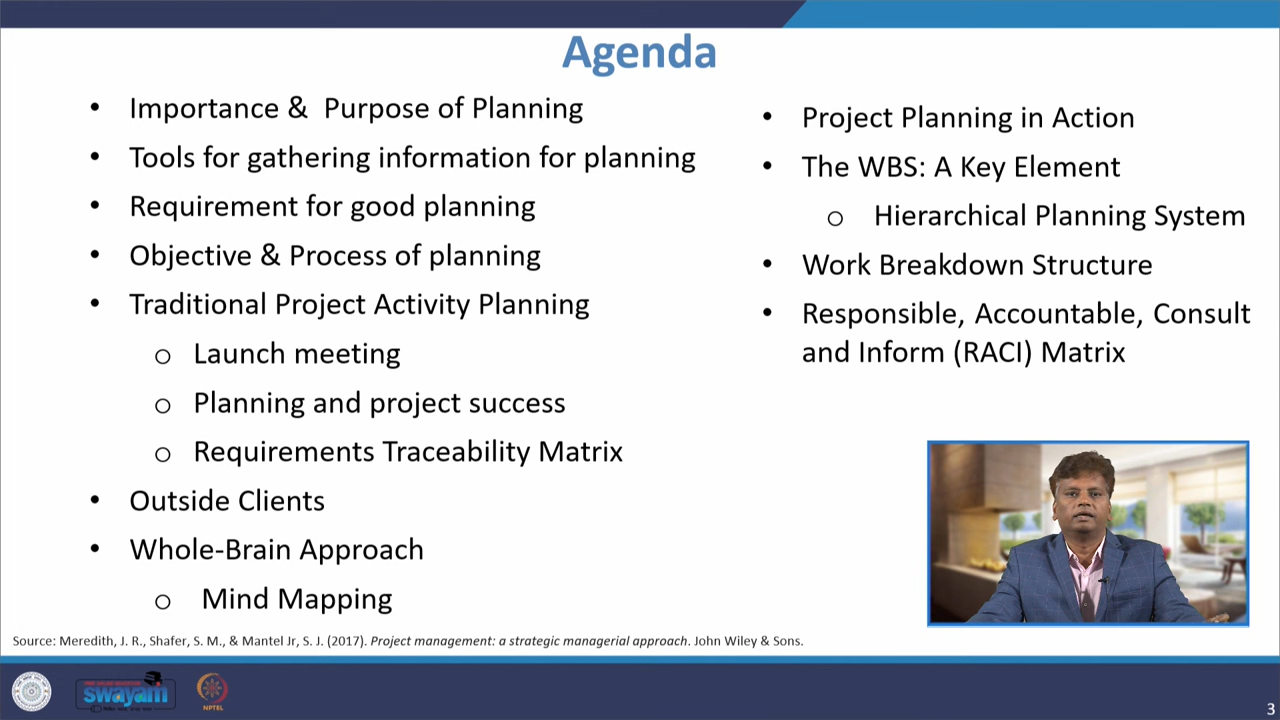 Agenda
• Importance & Purpose of Planning
• Tools for gathering information for planning
• Requirement for good planning
• Objective & Process of planning
• Traditional Project Activity Planning
o Launch meeting
o Planning and project success
o Requirements Traceability Matrix
• Outside Clients
• Whole-Brain Approach
o Mind Mapping
• Project Planning in Action
• The WBS: A Key Element
o Hierarchical Planning System
• Work Breakdown Structure
• Responsible, Accountable, Consult
and Inform (RACI) Matrix
Source: Meredith, J. R., Shafer, S. M., & Mantel Jr, S. J. (2017). Project management: a strategic managerial approach. John Wiley & Sons.
swayam
NPTEL
3